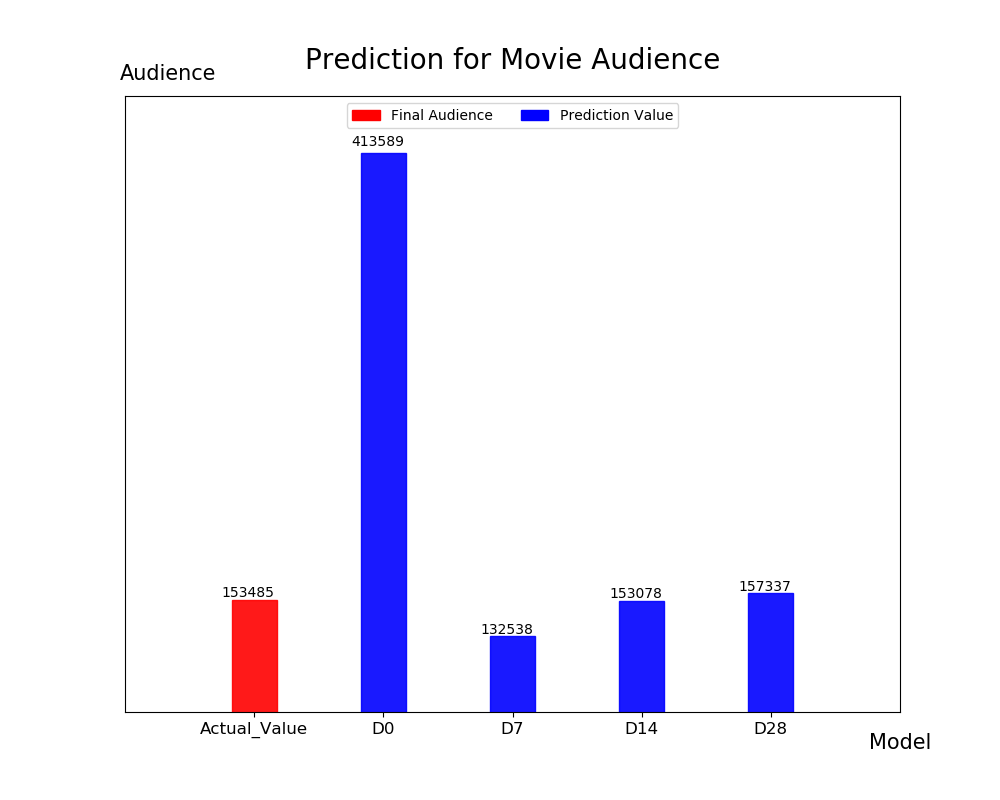 Prediction for Movie Audience
Audience
Final Audience Prediction Value
413589
153485
132538
153078
157337
Actual_Value D0 D7 D14 D28
Model